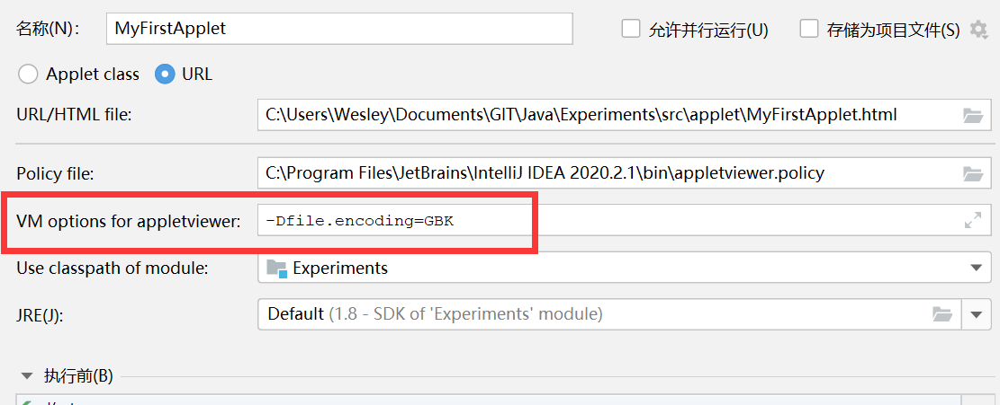 名称(N)： MyFirstApplet 允许并行运行(U) 存储为项目文件(S)
Applet class URL
URL/HTML file: C:\Users\Wesley\Documents\GIT\Java\Experiments\src\applet\MyFirstApplet.html
Policy file: C:\Program Files\JetBrains\IntelliJ IDEA 2020.2.1\bin\appletviewer.policy
VM options for appletviewer: -Dfile.encoding=GBK
Use classpath of module: Experiments
JRE(J): Default (1.8 - SDK of 'Experiments' module)
执行前(B)